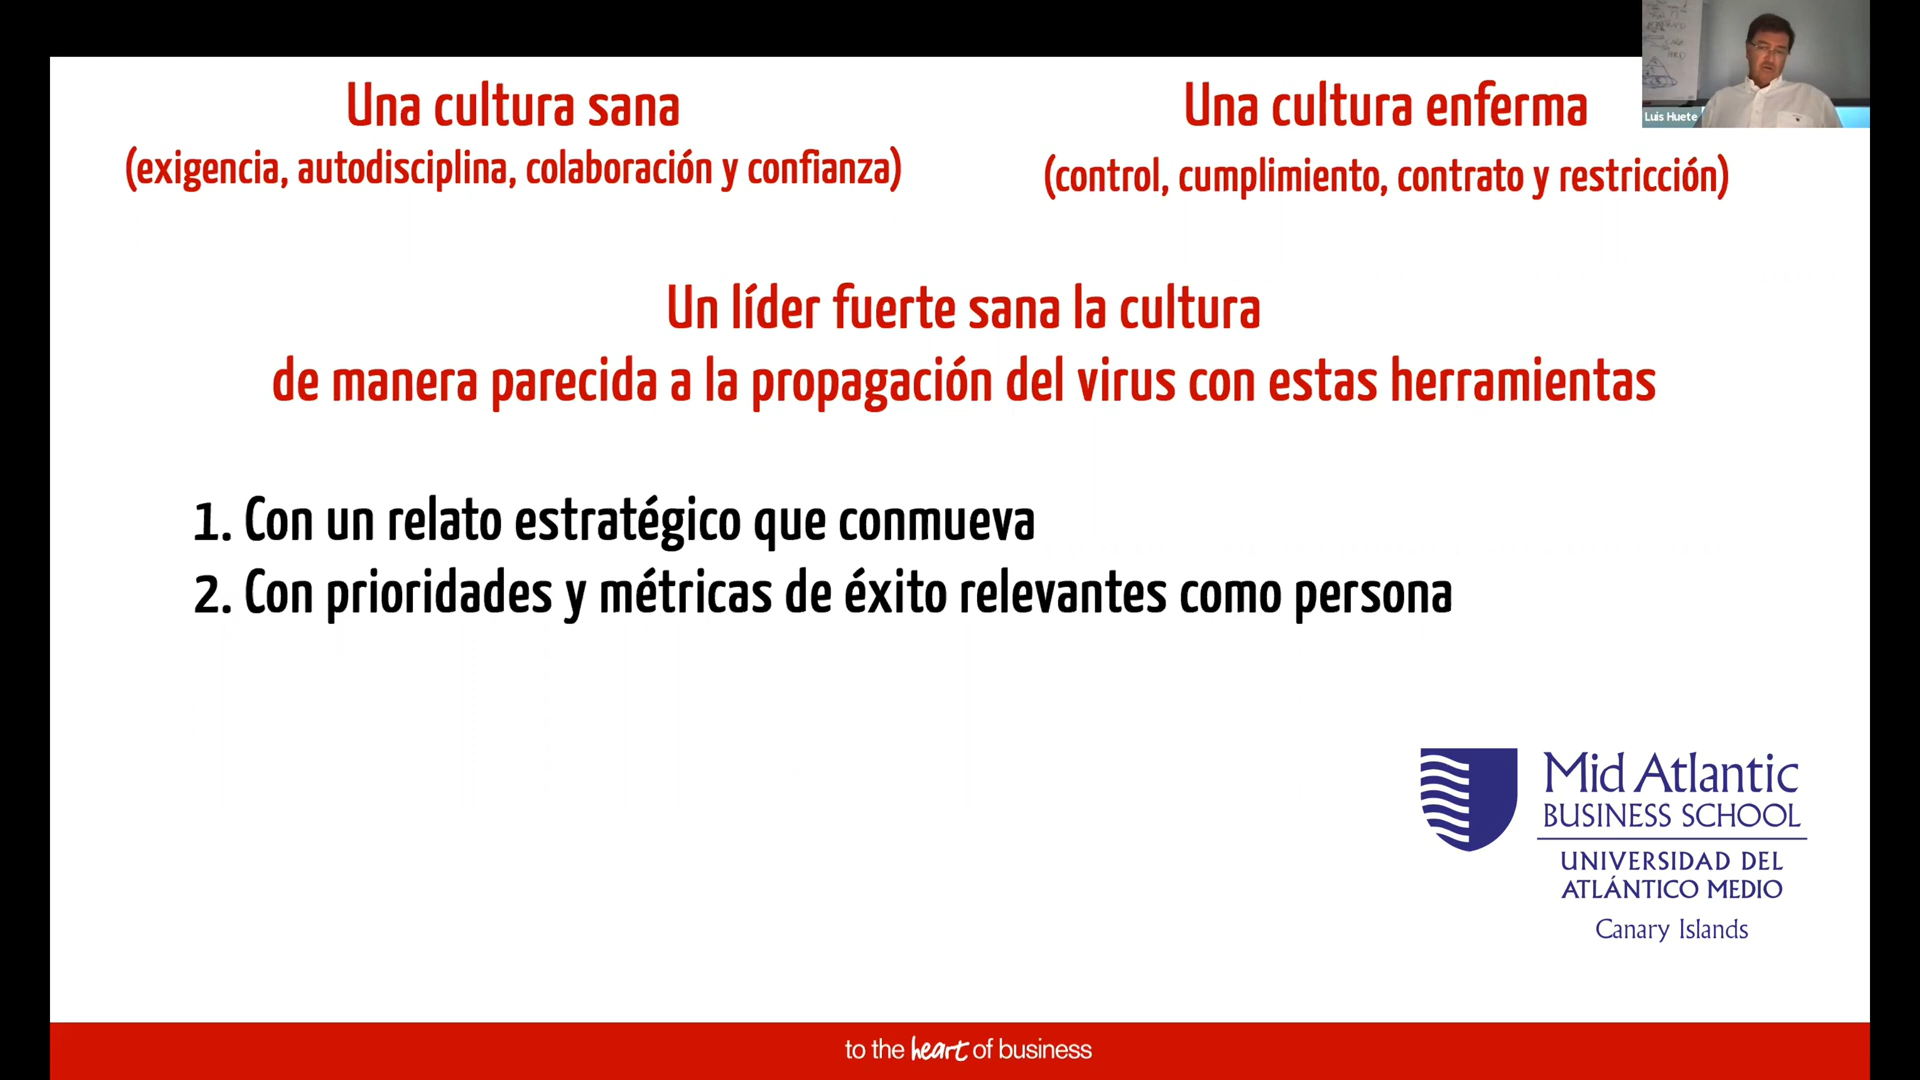 Una cultura sana
(exigencia, autodisciplina, colaboración y confianza)
Una cultura enferma
(control, cumplimiento, contrato y restricción)
Luis Huete
Un líder fuerte sana la cultura
de manera parecida a la propagación del virus con estas herramientas
1. Con un relato estratégico que conmueva
2. Con prioridades y métricas de éxito relevantes como persona
Mid Atlantic
BUSINESS SCHOOL
UNIVERSIDAD DEL
ATLÁNTICO MEDIO
Canary Islands
to the heart of business